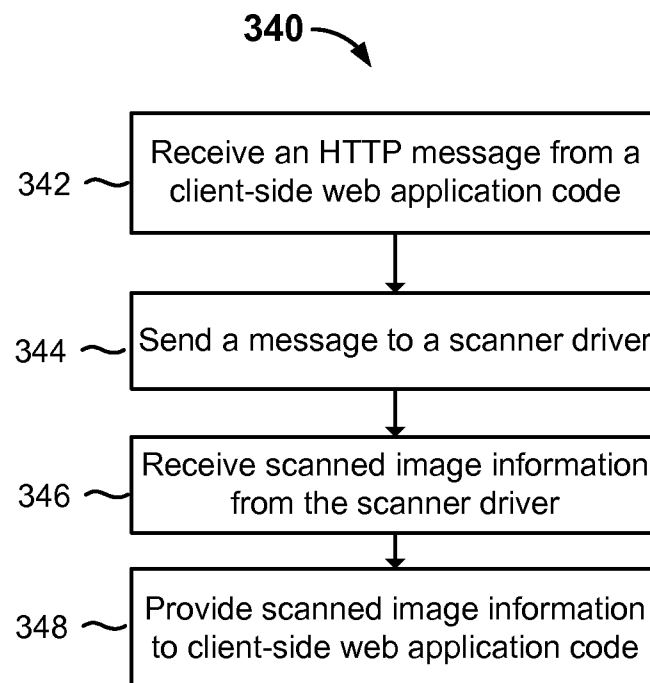 340
342
Receive an HTTP message from a
client-side web application code
344
Send a message to a scanner driver
346
Receive scanned image information
from the scanner driver
348
Provide scanned image information
to client-side web application code